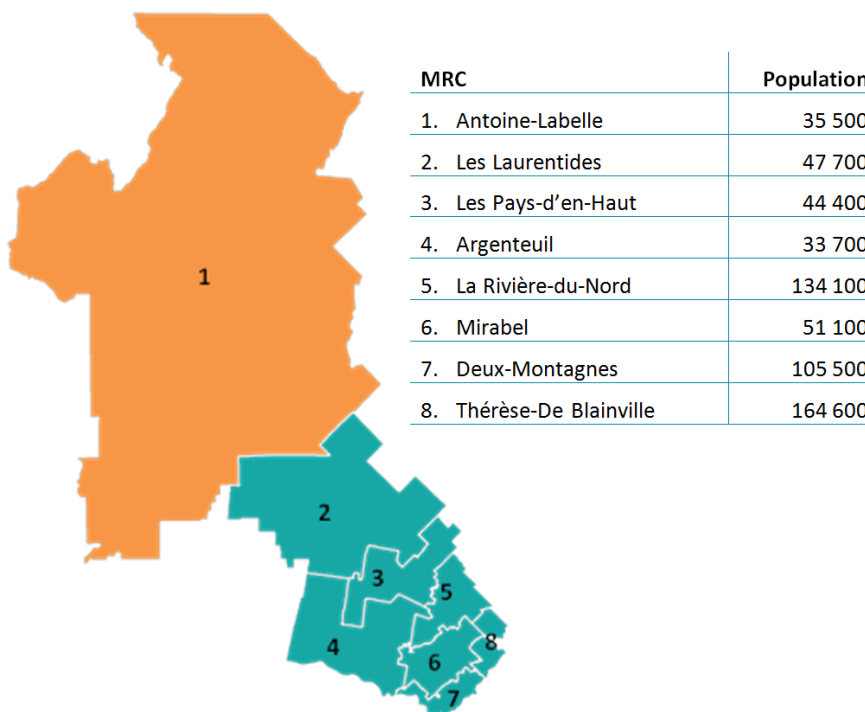 MRC Population
1. Antoine-Labelle 35 500
2. Les Laurentides 47 700
3. Les Pays-d'en-Haut 44 400
4. Argenteuil 33 700
5. La Rivière-du-Nord 134 100
6. Mirabel 51 100
7. Deux-Montagnes 105 500
8. Thérèse-De Blainville 164 600
1
2
3
5
4
8
6
7